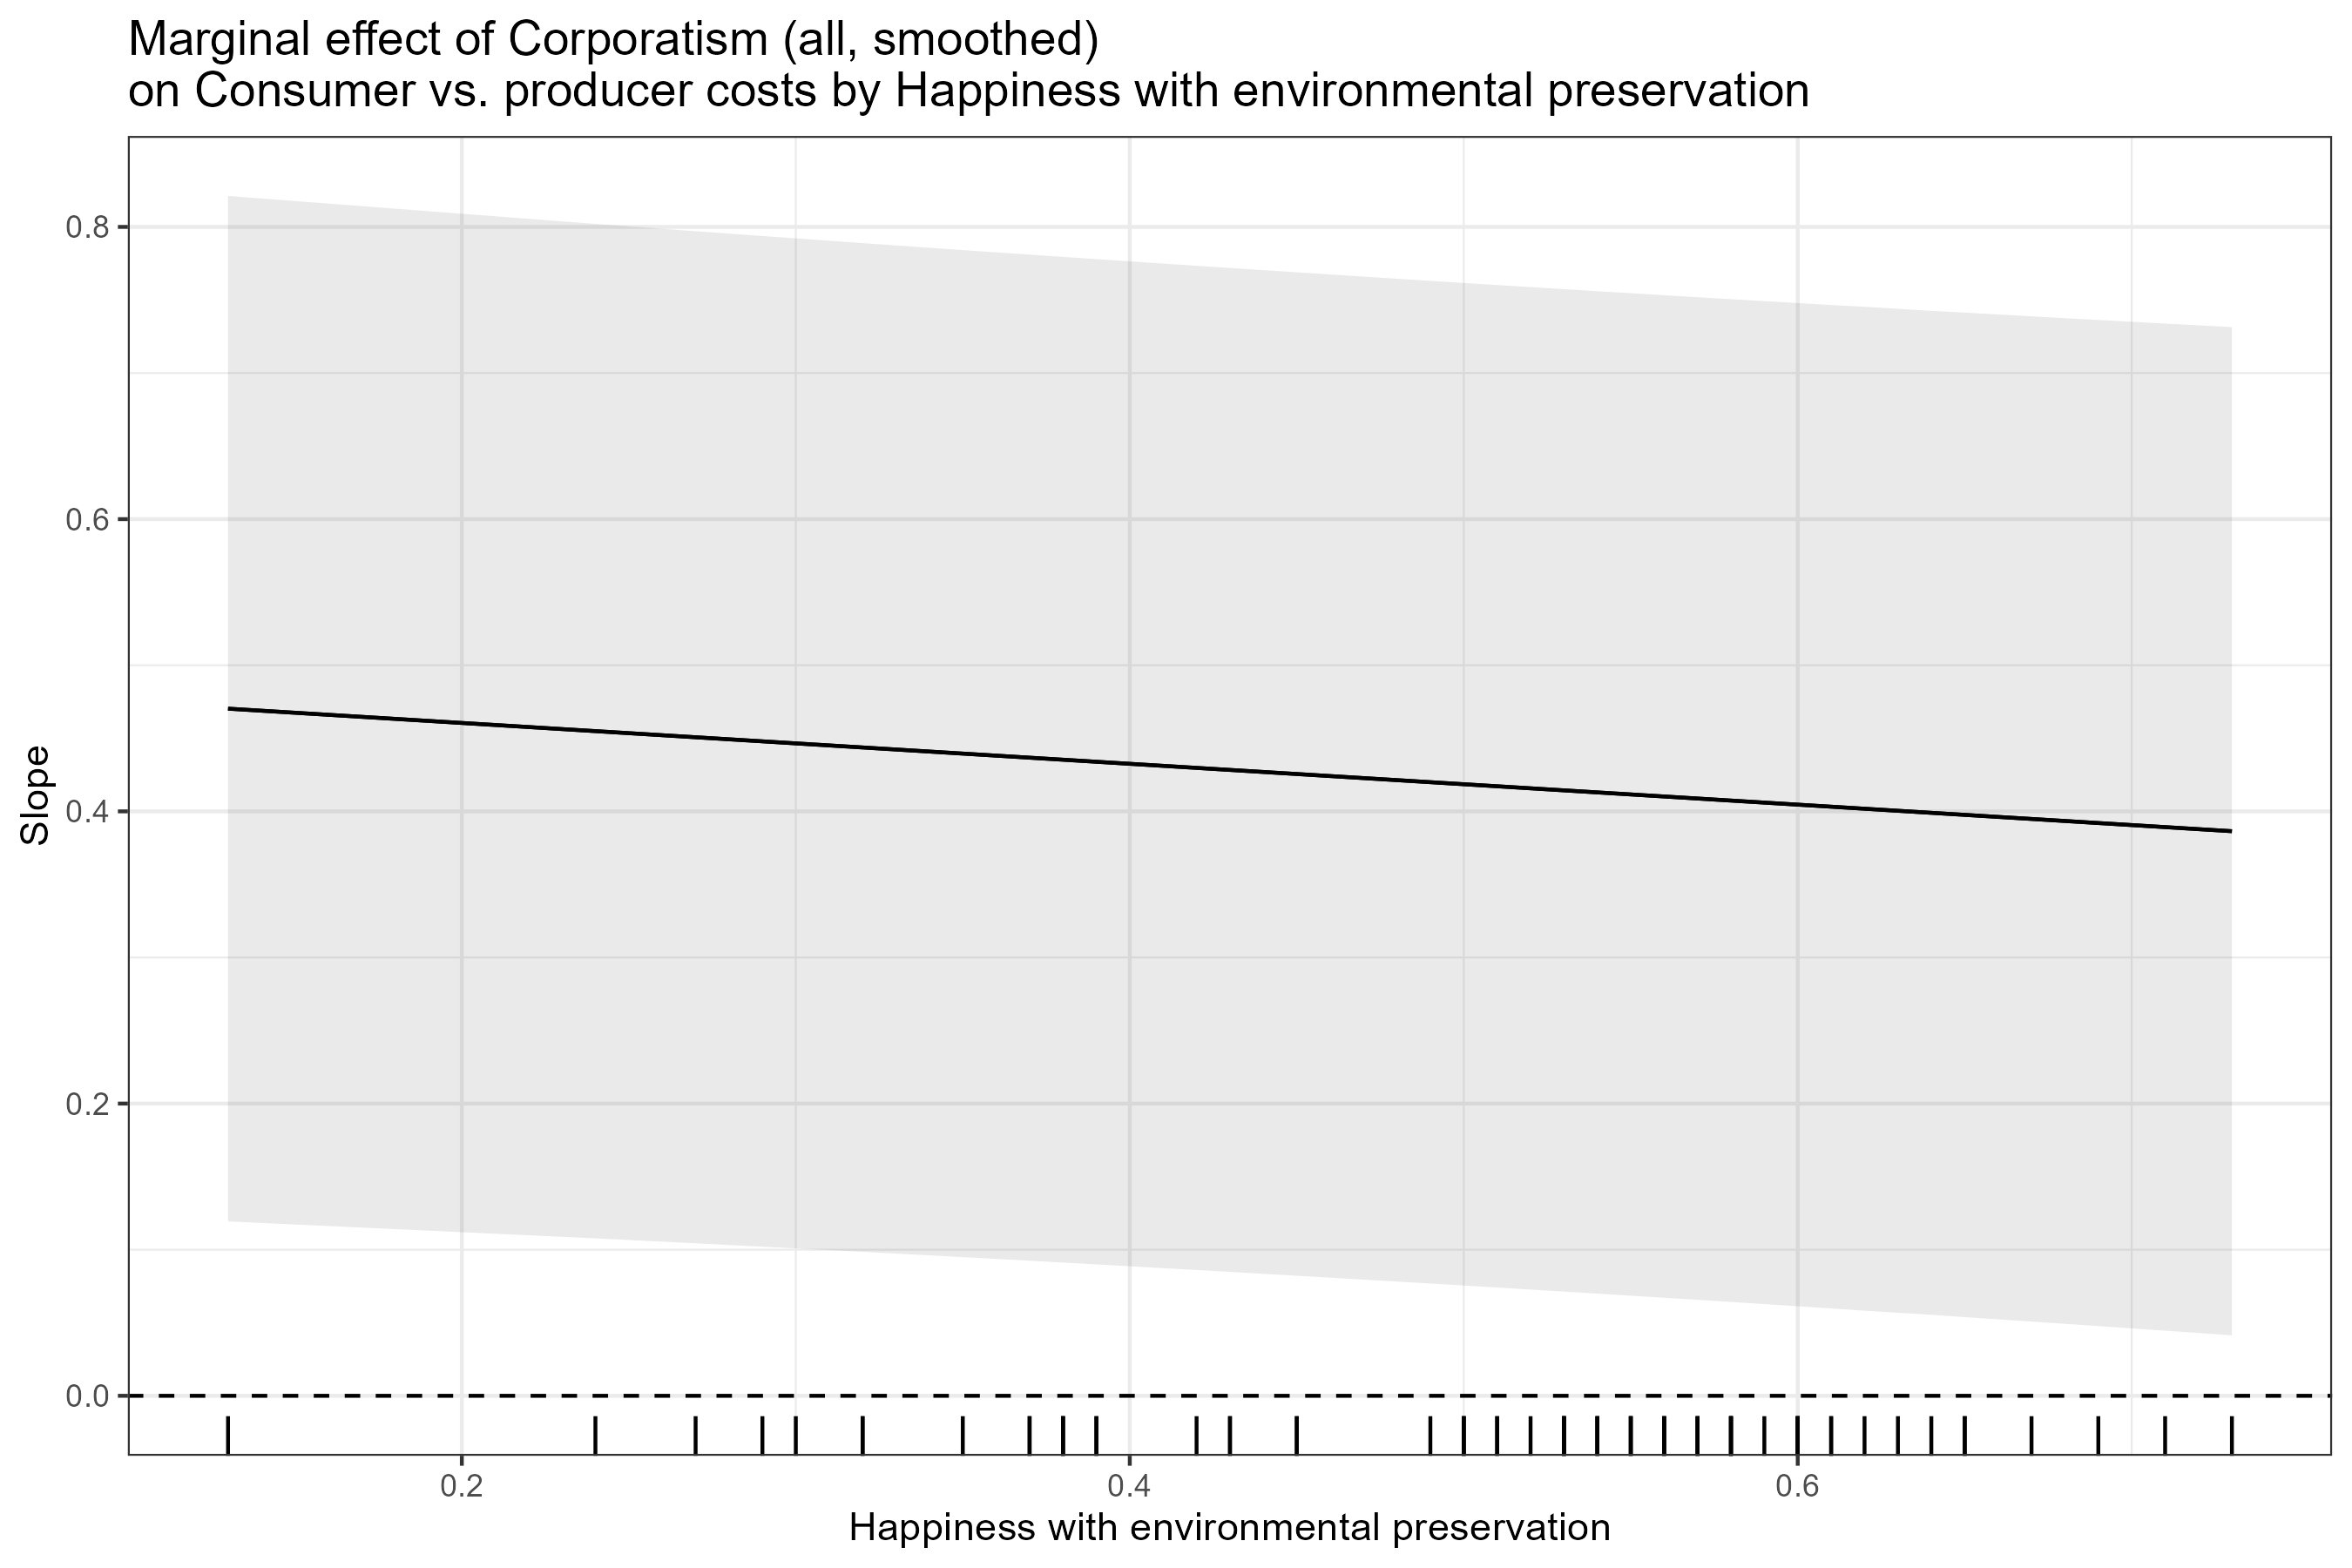 Marginal effect of Corporatism (all, smoothed)
on Consumer vs. producer costs by Happiness with environmental preservation
Slope
0.8
0.6
0.4
0.2
0.0
0.2
0.4
0.6
Happiness with environmental preservation